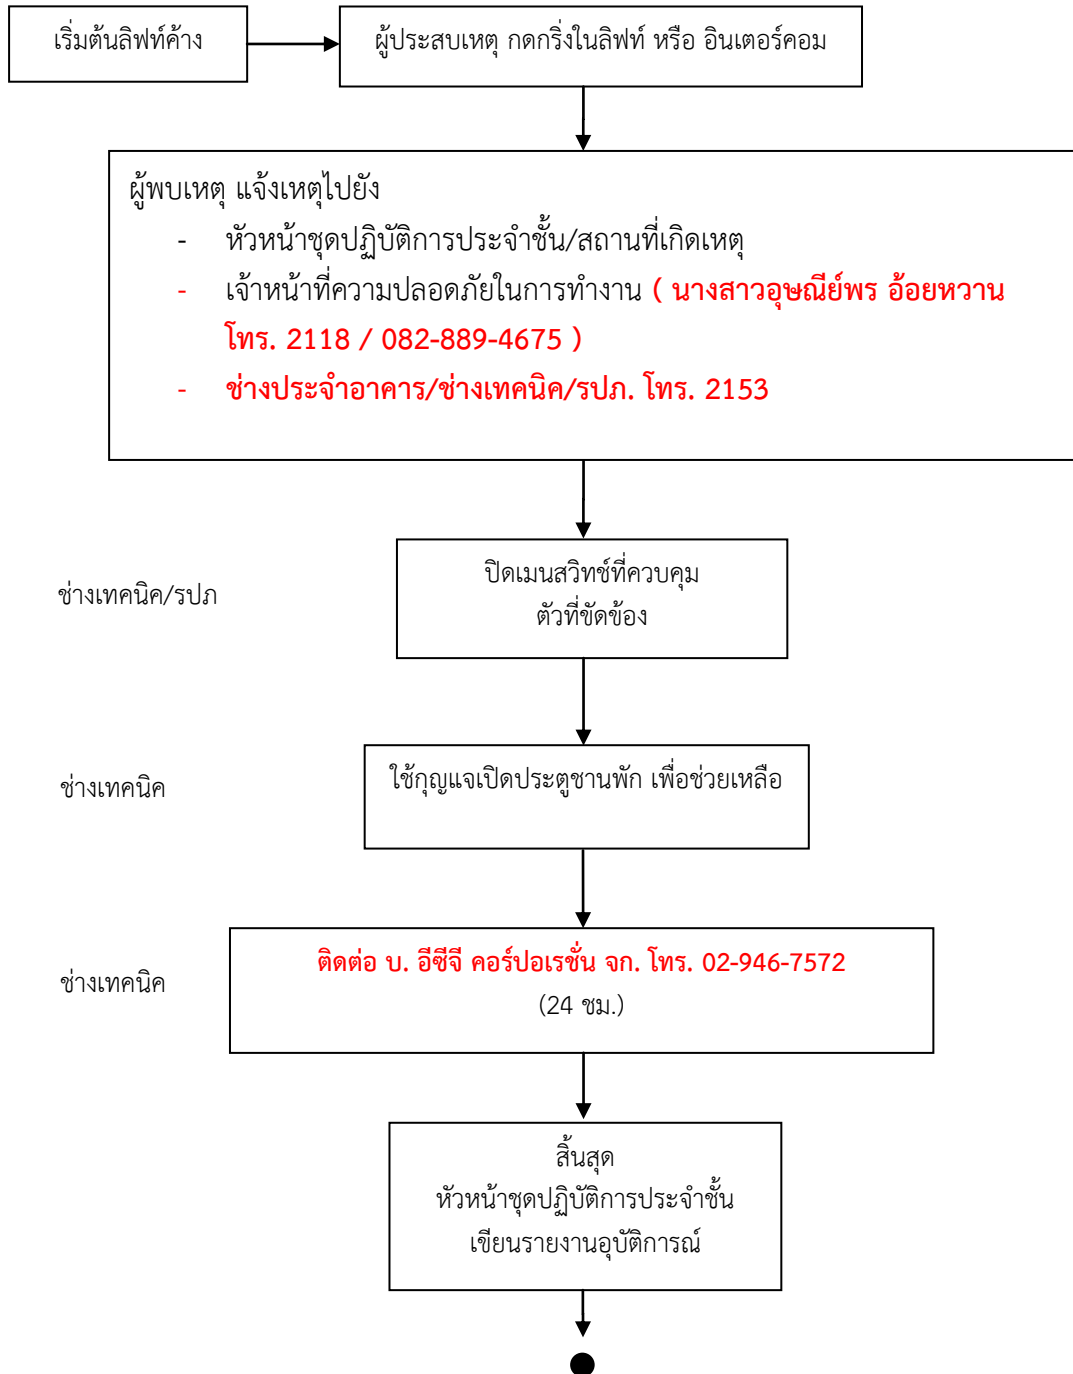 เริ่มต้นลิฟท์ค้าง
ผู้ประสบเหตุ กดกริ่งในลิฟท์ หรือ อินเตอร์คอม
ผู้พบเหตุ แจ้งเหตุไปยัง
- หัวหน้าชุดปฏิบัติการประจำชั้น/สถานที่เกิดเหตุ
- เจ้าหน้าที่ความปลอดภัยในการทำงาน ( นางสาวอุษณีย์พร อ้อยหวาน
โทร. 2118 / 082-889-4675 )
- ช่างประจำอาคาร/ช่างเทคนิค/รปภ. โทร. 2153
ช่างเทคนิค/รปภ
ปิดเมนสวิทช์ที่ควบคุม
ตัวที่ขัดข้อง
ช่างเทคนิค
ใช้กุญแจเปิดประตูชานพัก เพื่อช่วยเหลือ
ช่างเทคนิค
ติดต่อ บ. อีซีจี คอร์ปอเรชั่น จก. โทร. 02-946-7572
(24 ชม.)
สิ้นสุด
หัวหน้าชุดปฏิบัติการประจำชั้น
เขียนรายงานอุบัติการณ์